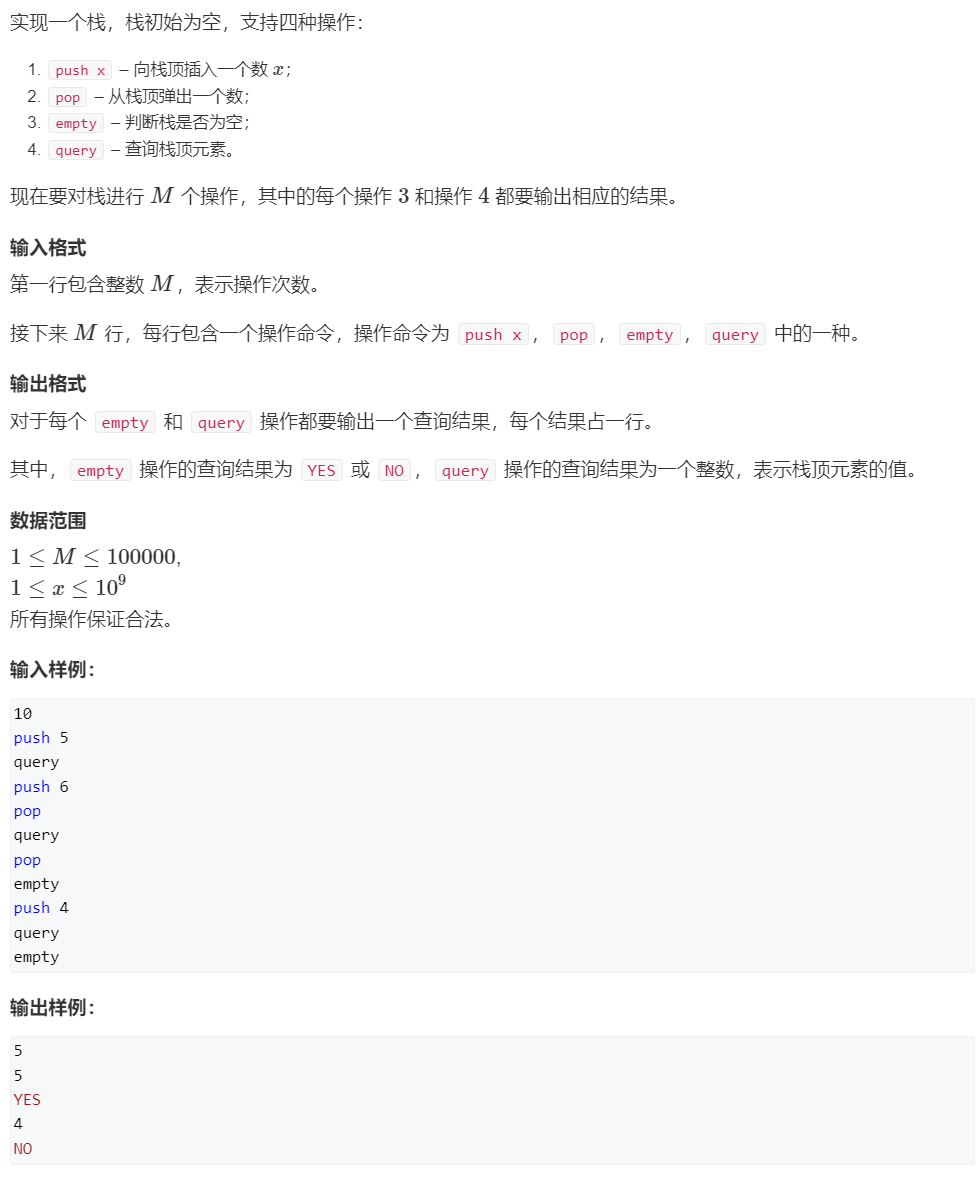 实现一个栈，栈初始为空，支持四种操作：
1. push x – 向栈顶插入一个数 x；
2. pop – 从栈顶弹出一个数；
3. empty – 判断栈是否为空；
4. query – 查询栈顶元素。
现在要对栈进行 M 个操作，其中的每个操作 3 和操作 4 都要输出相应的结果。
输入格式
第一行包含整数 M，表示操作次数。
接下来 M 行，每行包含一个操作命令，操作命令为 push x，pop，empty，query 中的一种。
输出格式
对于每个 empty 和 query 操作都要输出一个查询结果，每个结果占一行。
其中，empty 操作的查询结果为 YES 或 NO，query 操作的查询结果为一个整数，表示栈顶元素的值。
数据范围
1 ≤ M ≤ 100000,
1 ≤ x ≤ 10⁹
所有操作保证合法。
输入样例：
10
push 5
query
push 6
pop
query
pop
empty
push 4
query
empty
输出样例：
5
5
YES
4
NO